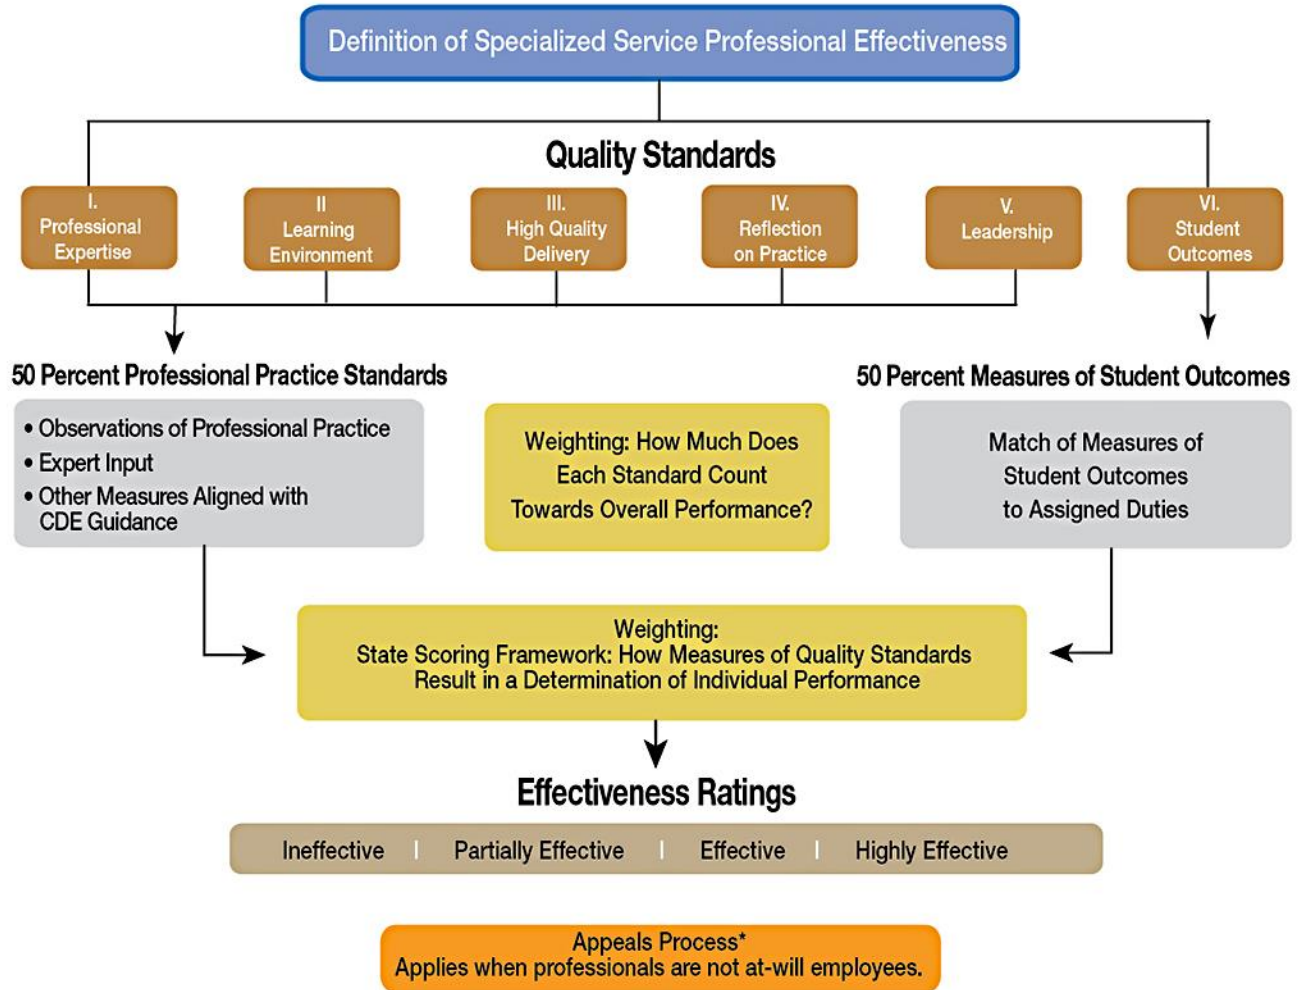 Definition of Specialized Service Professional Effectiveness
Quality Standards
I.
Professional
Expertise
II
Learning
Environment
III.
High Quality
Delivery
IV.
Reflection
on Practice
V.
Leadership
VI.
Student
Outcomes
50 Percent Professional Practice Standards
• Observations of Professional Practice
• Expert Input
• Other Measures Aligned with
CDE Guidance
Weighting: How Much Does
Each Standard Count
Towards Overall Performance?
50 Percent Measures of Student Outcomes
Match of Measures of
Student Outcomes
to Assigned Duties
Weighting:
State Scoring Framework: How Measures of Quality Standards
Result in a Determination of Individual Performance
Effectiveness Ratings
Ineffective | Partially Effective | Effective | Highly Effective
Appeals Process*
Applies when professionals are not at-will employees.